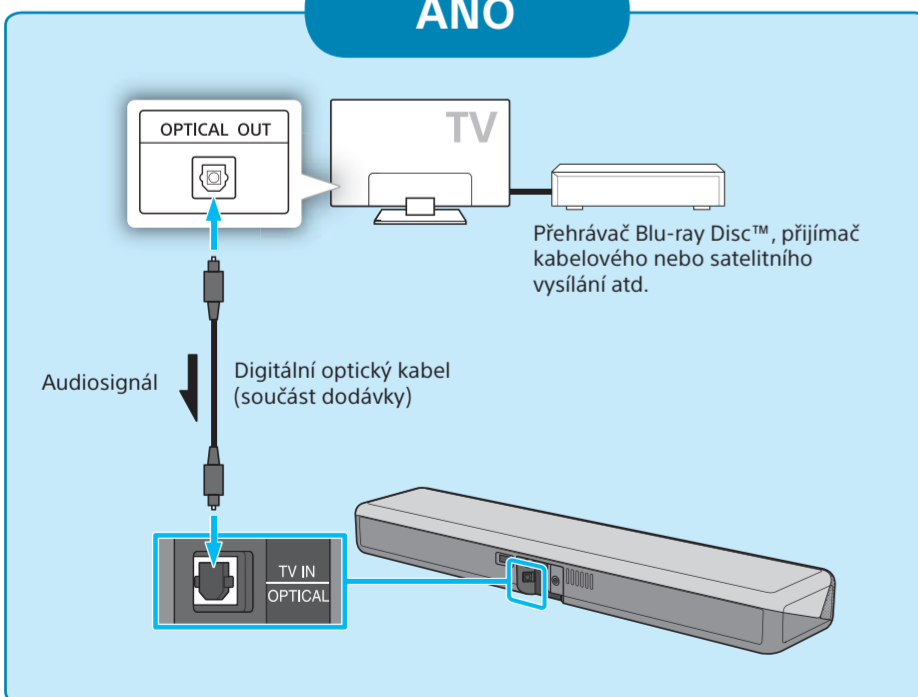 ANO
OPTICAL OUT
TV
Přehrávač Blu-ray Disc™, přijímač
kabelového nebo satelitního
vysílání atd.
Audiosignál
Digitální optický kabel
(součást dodávky)
TV IN
OPTICAL